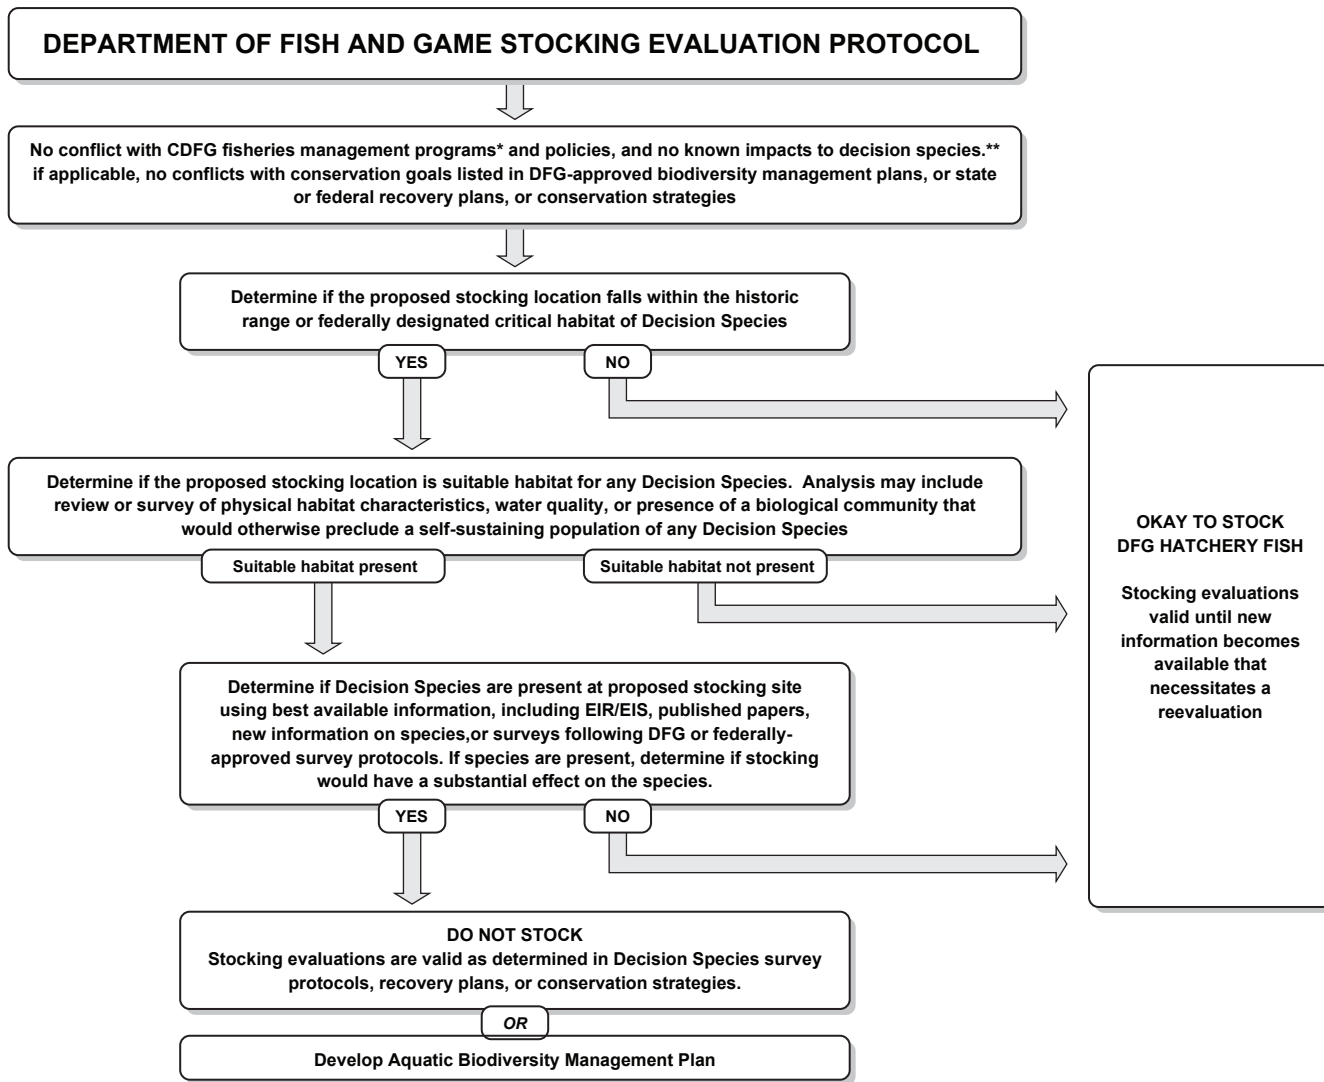 DEPARTMENT OF FISH AND GAME STOCKING EVALUATION PROTOCOL
No conflict with CDFG fisheries management programs* and policies, and no known impacts to decision species.**
if applicable, no conflicts with conservation goals listed in DFG-approved biodiversity management plans, or state
or federal recovery plans, or conservation strategies
Determine if the proposed stocking location falls within the historic
range or federally designated critical habitat of Decision Species
YES
NO
Determine if the proposed stocking location is suitable habitat for any Decision Species.  Analysis may include
review or survey of physical habitat characteristics, water quality, or presence of a biological community that
would otherwise preclude a self-sustaining population of any Decision Species
Suitable habitat present
Suitable habitat not present
Determine if Decision Species are present at proposed stocking site
using best available information, including EIR/EIS, published papers,
new information on species,or surveys following DFG or federally-
approved survey protocols. If species are present, determine if stocking
would have a substantial effect on the species.
YES
NO
DO NOT STOCK
Stocking evaluations are valid as determined in Decision Species survey
protocols, recovery plans, or conservation strategies.
OR
Develop Aquatic Biodiversity Management Plan
OKAY TO STOCK
DFG HATCHERY FISH
Stocking evaluations
valid until new
information becomes
available that
necessitates a
reevaluation